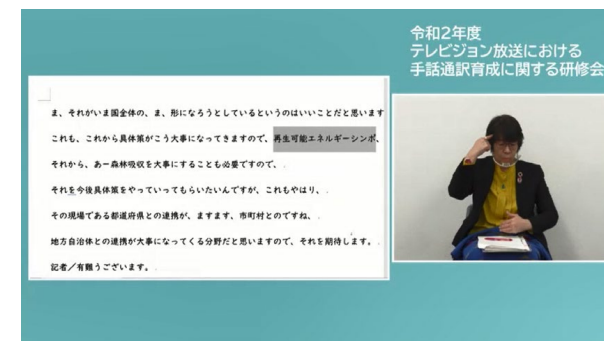 令和2年度
テレビジョン放送における
手話通訳育成に関する研修会
ま、それがいま国全体の、ま、形になろうとしているというのはいいことだと思います
これも、これから具体策がこう大事になってきますので、再生可能エネルギーシンポ、
それから、あー森林吸収を大事にすることも必要ですので、
それを今後具体策をやっていってもらいたいんですが、これもやはり、
その現場である都道府県との連携が、ますます、市町村とのですね、
地方自治体との連携が大事になってくる分野だと思いますので、それを期待します。
記者／有難うございます。